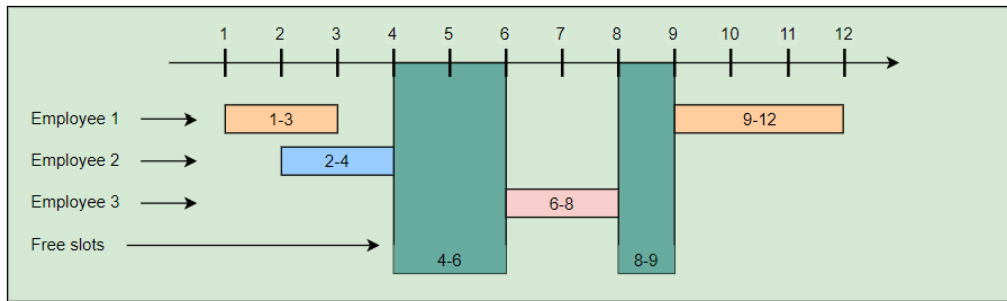 1 2 3 4 5 6 7 8 9 10 11 12
Employee 1 1-3 9-12
Employee 2 2-4
Employee 3 6-8
Free slots 4-6 8-9